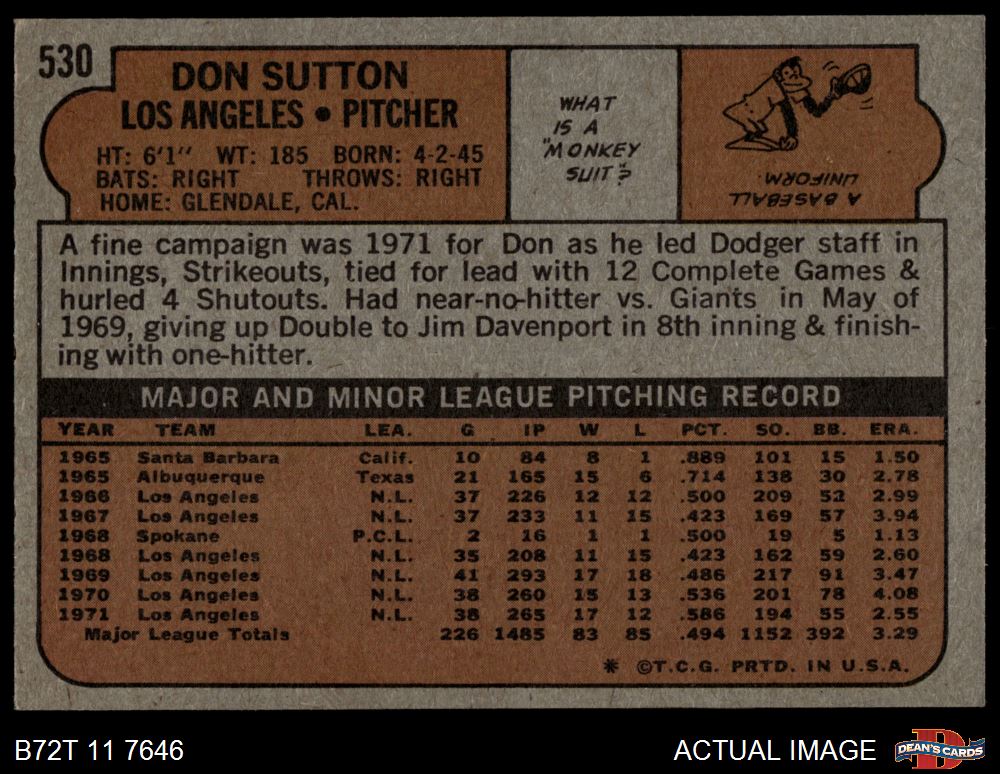 530
DON SUTTON
LOS ANGELES • PITCHER
HT: 6'1" WT: 185 BORN: 4-2-45
BATS: RIGHT THROWS: RIGHT
HOME: GLENDALE, CAL.
WHAT
IS A
"MONKEY
SUIT?
A BASEBALL
UNIFORM.
A fine campaign was 1971 for Don as he led Dodger staff in
Innings, Strikeouts, tied for lead with 12 Complete Games &
hurled 4 Shutouts. Had near-no-hitter vs. Giants in May of
1969, giving up Double to Jim Davenport in 8th inning & finish-
ing with one-hitter.
MAJOR AND MINOR LEAGUE PITCHING RECORD
YEAR TEAM LEA. G IP W L PCT. SO. BB. ERA.
1965 Santa Barbara Calif. 10 84 8 1 .889 101 15 1.50
1965 Albuquerque Texas 21 165 15 6 .714 138 30 2.78
1966 Los Angeles N.L. 37 226 12 12 .500 209 52 2.99
1967 Los Angeles N.L. 37 233 11 15 .423 169 57 3.94
1968 Spokane P.C.L. 2 16 1 1 .500 19 5 1.13
1968 Los Angeles N.L. 35 208 11 15 .423 162 59 2.60
1969 Los Angeles N.L. 41 293 17 18 .486 217 91 3.47
1970 Los Angeles N.L. 38 260 15 13 .536 201 78 4.08
1971 Los Angeles N.L. 38 265 17 12 .586 194 55 2.55
Major League Totals 226 1485 83 85 .494 1152 392 3.29
* ©T.C.G. PRTD. IN U.S.A.
B72T 11 7646
ACTUAL IMAGE
D
DEAN'S CARDS